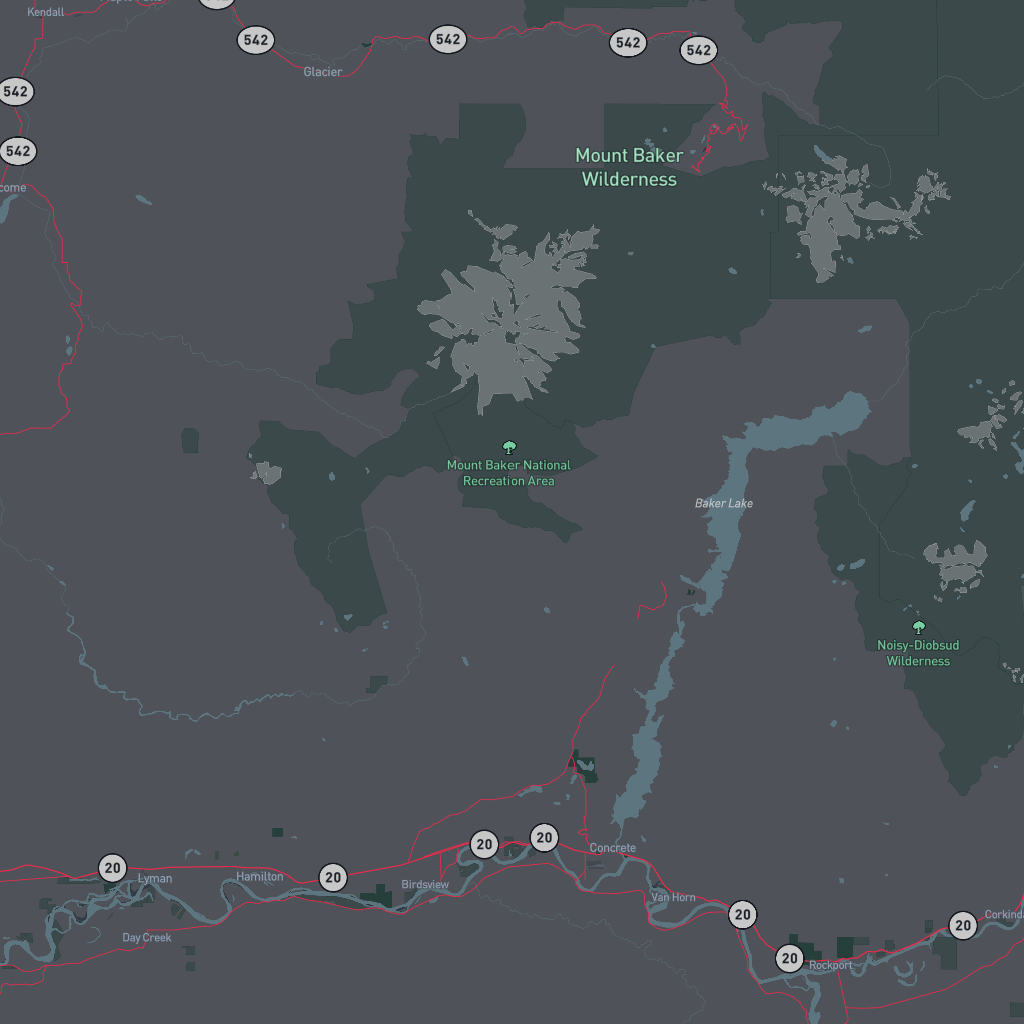 Kendall
542
542
542
542
542
Glacier
542
Mount Baker
Wilderness
come
Mount Baker National
Recreation Area
Baker Lake
Noisy-Diobsud
Wilderness
20
20
Concrete
20
Lyman
Hamilton
20
Birdsview
Van Horn
20
Corkinda
20
Day Creek
20
Rockport